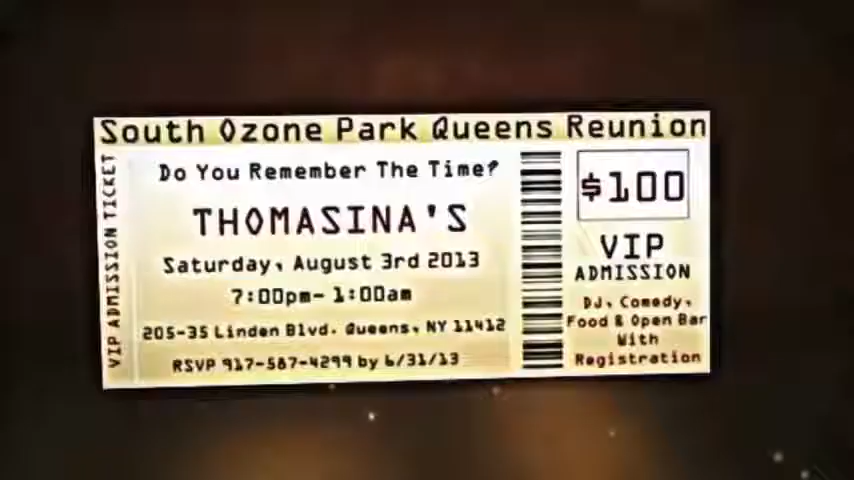 South Ozone Park Queens Reunion
VIP ADMISSION TICKET
Do You Remember The Time?
THOMASINA'S
Saturday, August 3rd 2013
7:00pm- 1:00am
205-35 Linden Blvd. Queens, NY 11412
RSVP 917-587-4299 by 6/31/13
$100
VIP
ADMISSION
DJ, Comedy,
Food & Open Bar
With
Registration